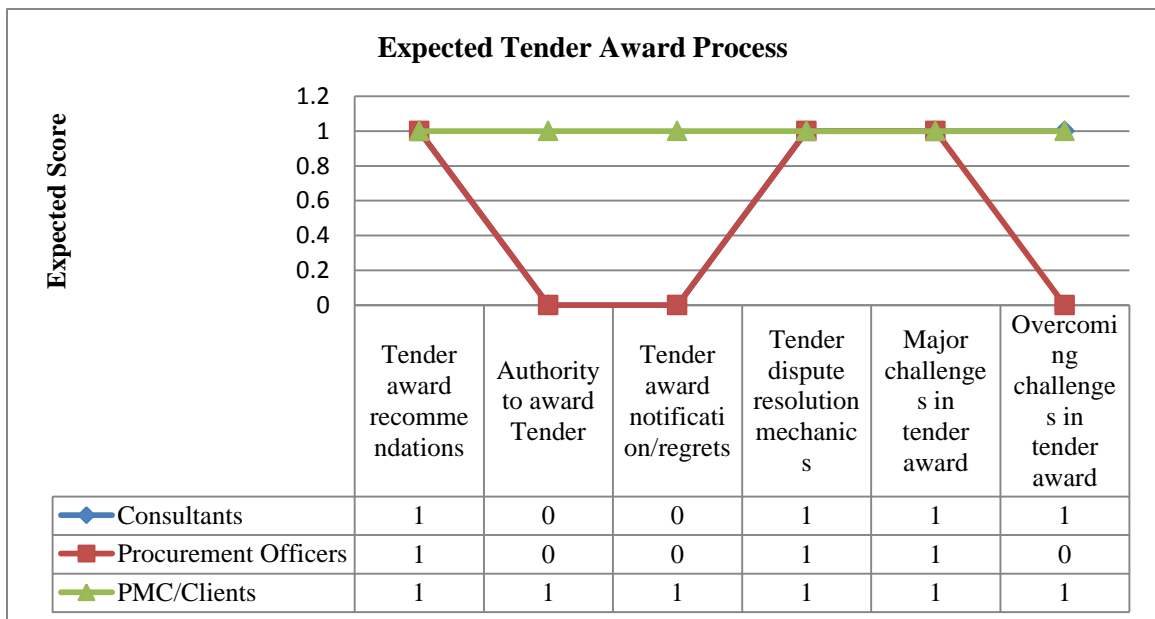 Expected Tender Award Process
Expected Score
1.2
1
0.8
0.6
0.4
0.2
0
Tender
award
recomme
ndations
Authority
to award
Tender
Tender
award
notificati
on/regrets
Tender
dispute
resolution
mechanic
s
Major
challenge
s in
tender
award
Overcomi
ng
challenge
s in
tender
award
Consultants 1 0 0 1 1 1
Procurement Officers 1 0 0 1 1 0
PMC/Clients 1 1 1 1 1 1